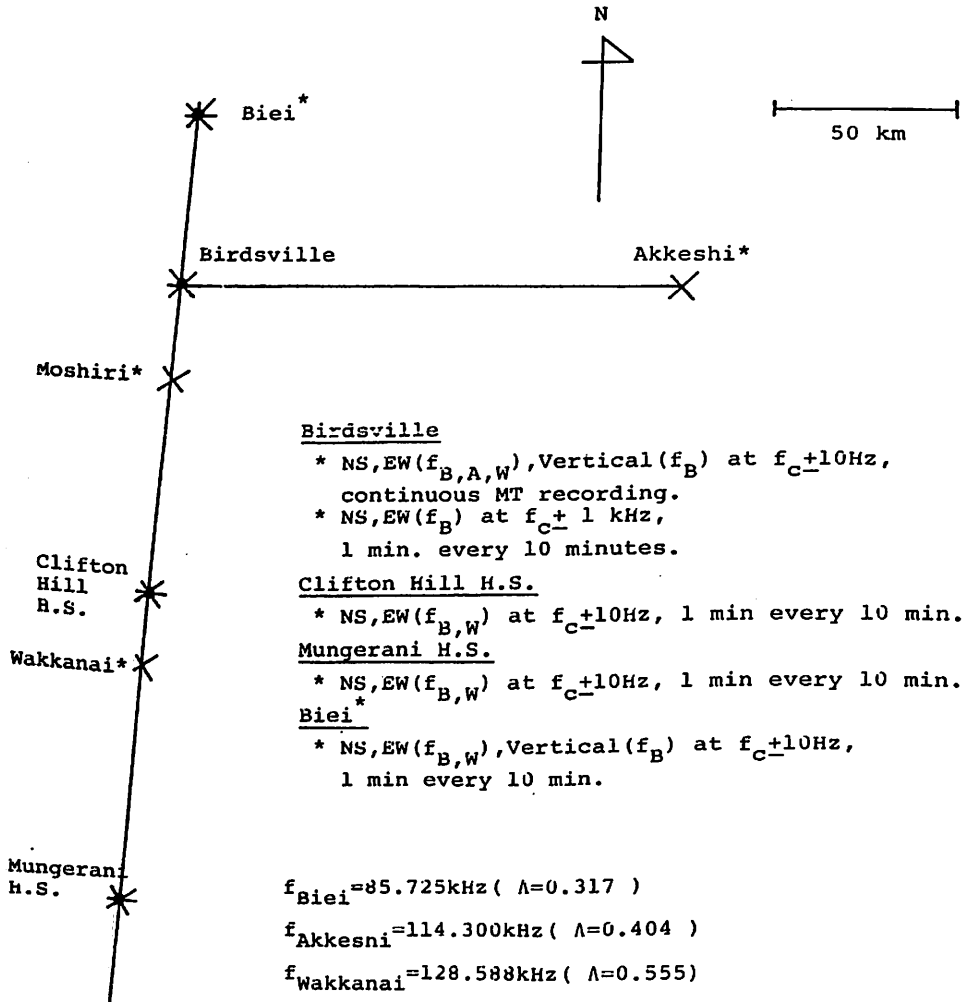 N
Biei*
50 km
Birdsville
Akkeshi*
Moshiri*
Birdsville
* NS,EW(f_B,A,W),Vertical(f_B) at f_c±10Hz,
continuous MT recording.
* NS,EW(f_B) at f_c± 1 kHz,
1 min. every 10 minutes.
Clifton
Hill
H.S.
Clifton Hill H.S.
* NS,EW(f_B,W) at f_c±10Hz, 1 min every 10 min.
Wakkanai*
Mungerani H.S.
* NS,EW(f_B,W) at f_c±10Hz, 1 min every 10 min.
Biei*
* NS,EW(f_B,W),Vertical(f_B) at f_c±10Hz,
1 min every 10 min.
Mungerani
H.S.
f_Biei=85.725kHz( Λ=0.317 )
f_Akkesni=114.300kHz( Λ=0.404 )
f_Wakkanai=128.588kHz( Λ=0.555)